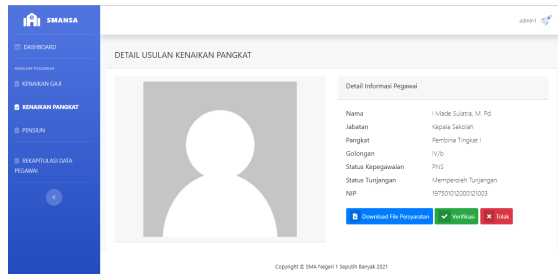 SMANSA
admin1
DASHBOARD
KENAIKAN GAJI
KENAIKAN PANGKAT
PENSIUN
REKAPITULASI DATA
PEGAWAI
DETAIL USULAN KENAIKAN PANGKAT
Detail Informasi Pegawai
Nama I Made Sulatra, M. Pd.
Jabatan Kepala Sekolah
Pangkat Pembina Tingkat I
Golongan IV/b
Status Kepegawaian PNS
Status Tunjangan Memperoleh Tunjangan
NIP 197501012000121003
Download File Persyaratan Verifikasi Tolak
Copyright © SMA Negeri 1 Seputih Banyak 2021